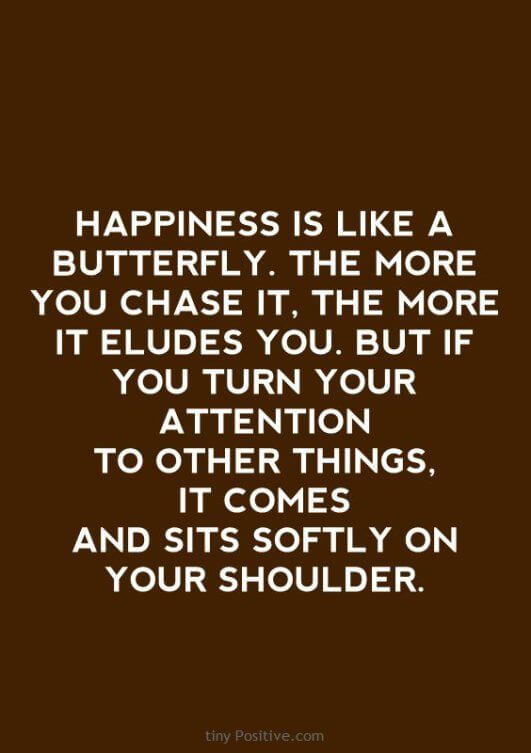 HAPPINESS IS LIKE A
BUTTERFLY. THE MORE
YOU CHASE IT, THE MORE
IT ELUDES YOU. BUT IF
YOU TURN YOUR
ATTENTION
TO OTHER THINGS,
IT COMES
AND SITS SOFTLY ON
YOUR SHOULDER.
tiny Positive.com